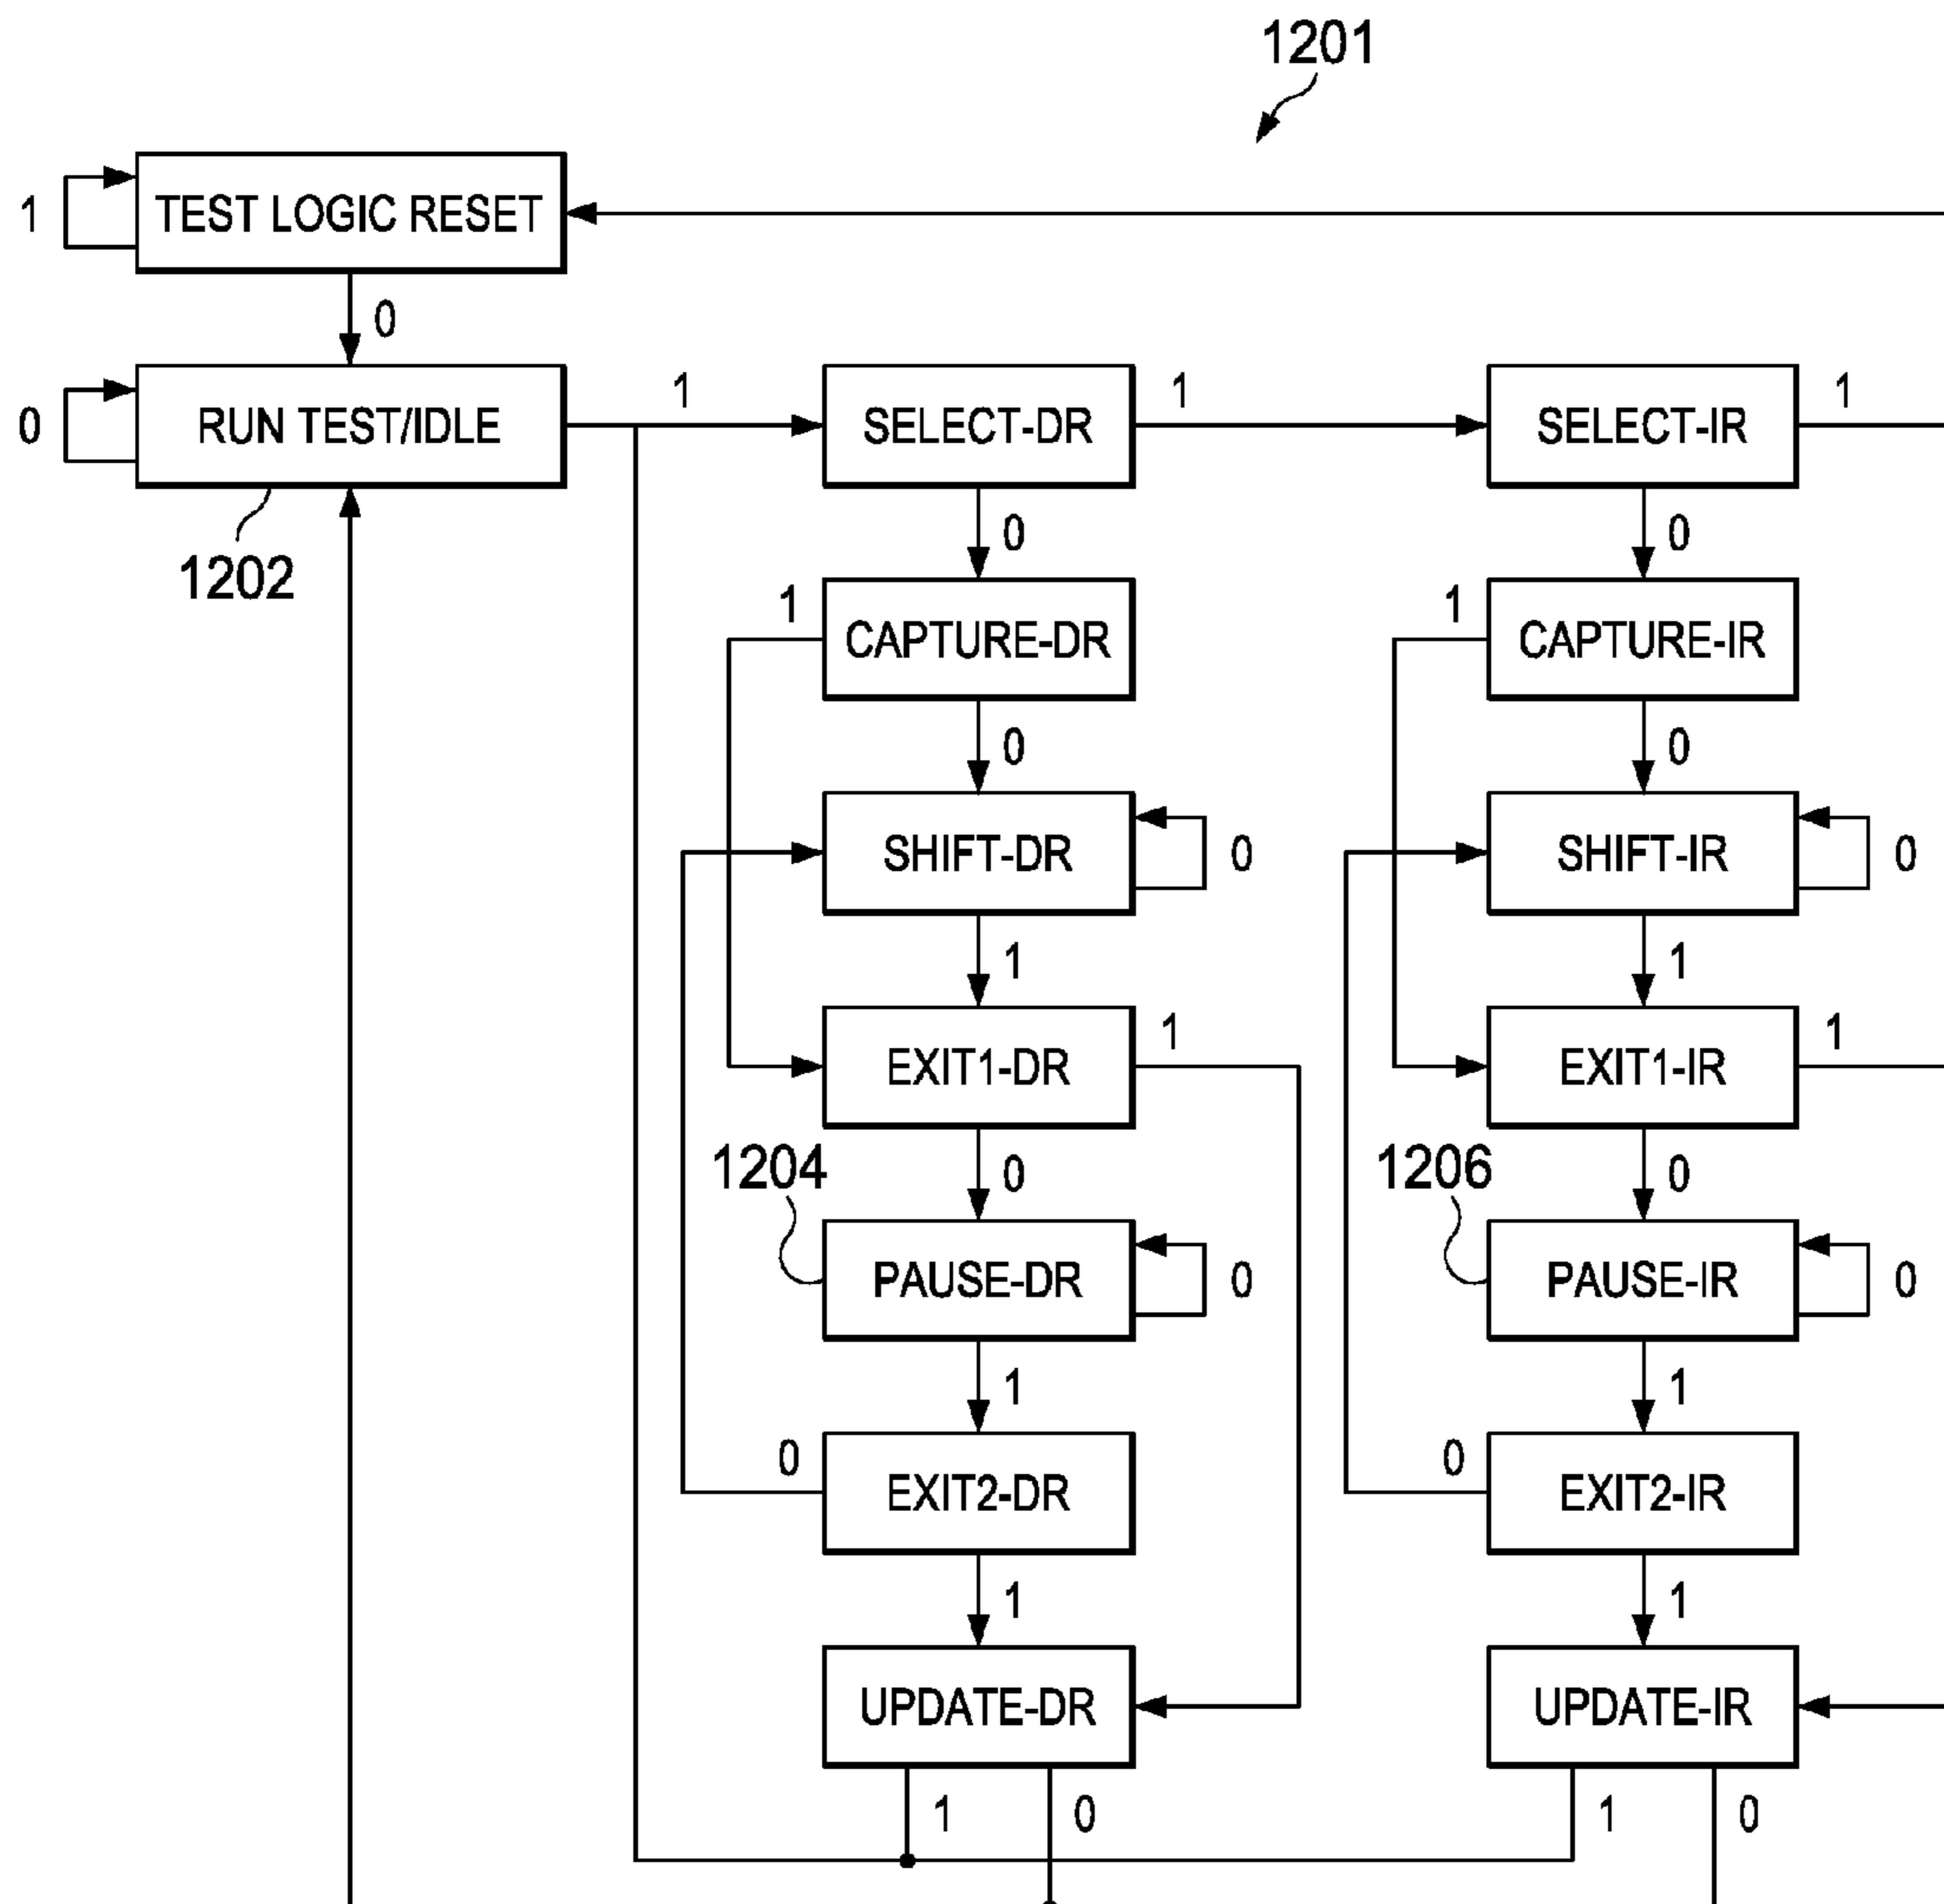 1201
1 TEST LOGIC RESET
0
0 RUN TEST/IDLE 1 SELECT-DR 1 SELECT-IR 1
1202
0 0
1 CAPTURE-DR 1 CAPTURE-IR
0 0
SHIFT-DR 0 SHIFT-IR 0
1 1
EXIT1-DR 1 EXIT1-IR 1
1204 0 1206 0
PAUSE-DR 0 PAUSE-IR 0
1 1
0 EXIT2-DR 0 EXIT2-IR
1 1
UPDATE-DR UPDATE-IR
1 0 1 0